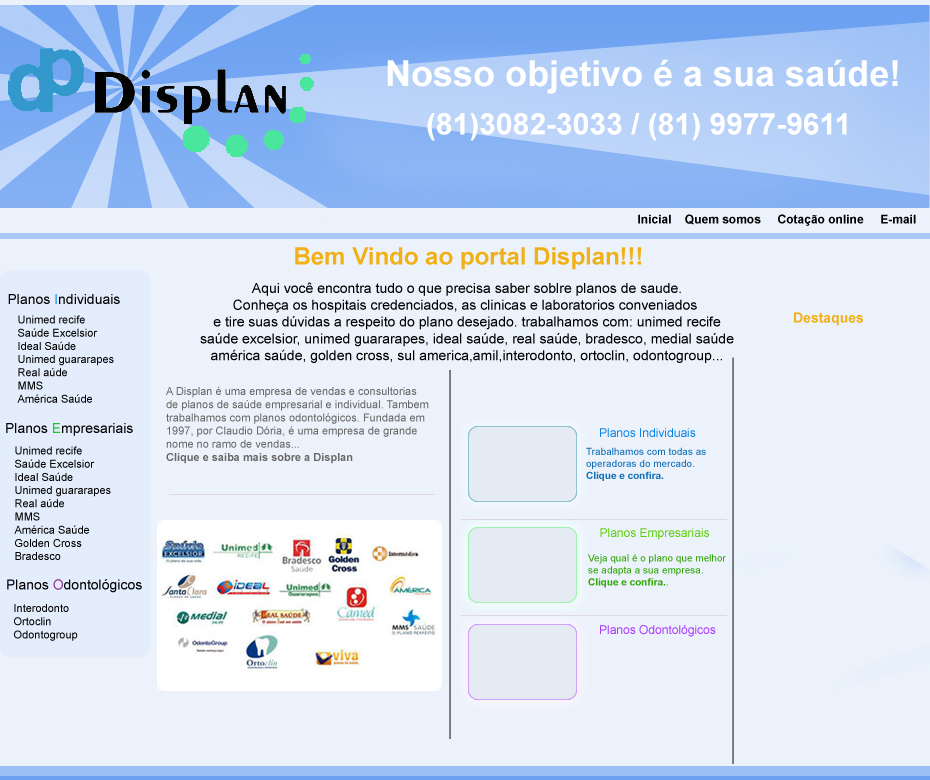 dp Displan
Nosso objetivo é a sua saúde!
(81)3082-3033 / (81) 9977-9611
Inicial Quem somos Cotação online E-mail
Bem Vindo ao portal Displan!!!
Aqui você encontra tudo o que precisa saber soblre planos de saude.
Conheça os hospitais credenciados, as clinicas e laboratorios conveniados
e tire suas dúvidas a respeito do plano desejado. trabalhamos com: unimed recife
saúde excelsior, unimed guararapes, ideal saúde, real saúde, bradesco, medial saúde
américa saúde, golden cross, sul america,amil,interodonto, ortoclin, odontogroup...
Destaques
Planos Individuais
Unimed recife
Saúde Excelsior
Ideal Saúde
Unimed guararapes
Real aúde
MMS
América Saúde
Planos Empresariais
Unimed recife
Saúde Excelsior
Ideal Saúde
Unimed guararapes
Real aúde
MMS
América Saúde
Golden Cross
Bradesco
Planos Odontológicos
Interodonto
Ortoclin
Odontogroup
A Displan é uma empresa de vendas e consultorias
de planos de saúde empresarial e individual. Tambem
trabalhamos com planos odontológicos. Fundada em
1997, por Claudio Dória, é uma empresa de grande
nome no ramo de vendas...
Clique e saiba mais sobre a Displan
Saúde
EXCELSIOR
Unimed
RECIFE
Bradesco
Saúde
Golden
Cross
Santa Clara
IDEAL
Unimed
Guararapes
Camed
AMÉRICA
Medial
REAL SAÚDE
MMS SAÚDE
O PLANO PERFEITO
OdontoGroup
Ortoclin
viva
Planos Individuais
Trabalhamos com todas as
operadoras do mercado.
Clique e confira.
Planos Empresariais
Veja qual é o plano que melhor
se adapta a sua empresa.
Clique e confira..
Planos Odontológicos